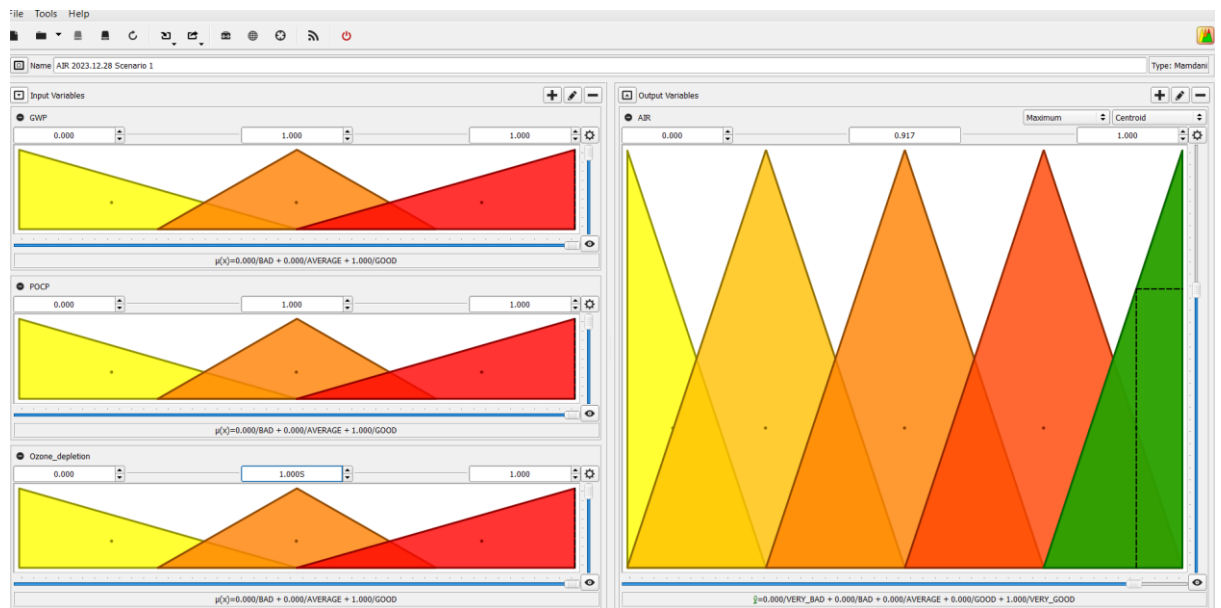 File Tools Help
Name AIR 2023.12.28 Scenario 1 Type: Mamdani
Input Variables
GWP
0.000 1.000 1.000
μ(x)=0.000/BAD + 0.000/AVERAGE + 1.000/GOOD
POCP
0.000 1.000 1.000
μ(x)=0.000/BAD + 0.000/AVERAGE + 1.000/GOOD
Ozone_depletion
0.000 1.000S 1.000
μ(x)=0.000/BAD + 0.000/AVERAGE + 1.000/GOOD
Output Variables
AIR Maximum Centroid
0.000 0.917 1.000
ỹ=0.000/VERY_BAD + 0.000/BAD + 0.000/AVERAGE + 0.000/GOOD + 1.000/VERY_GOOD